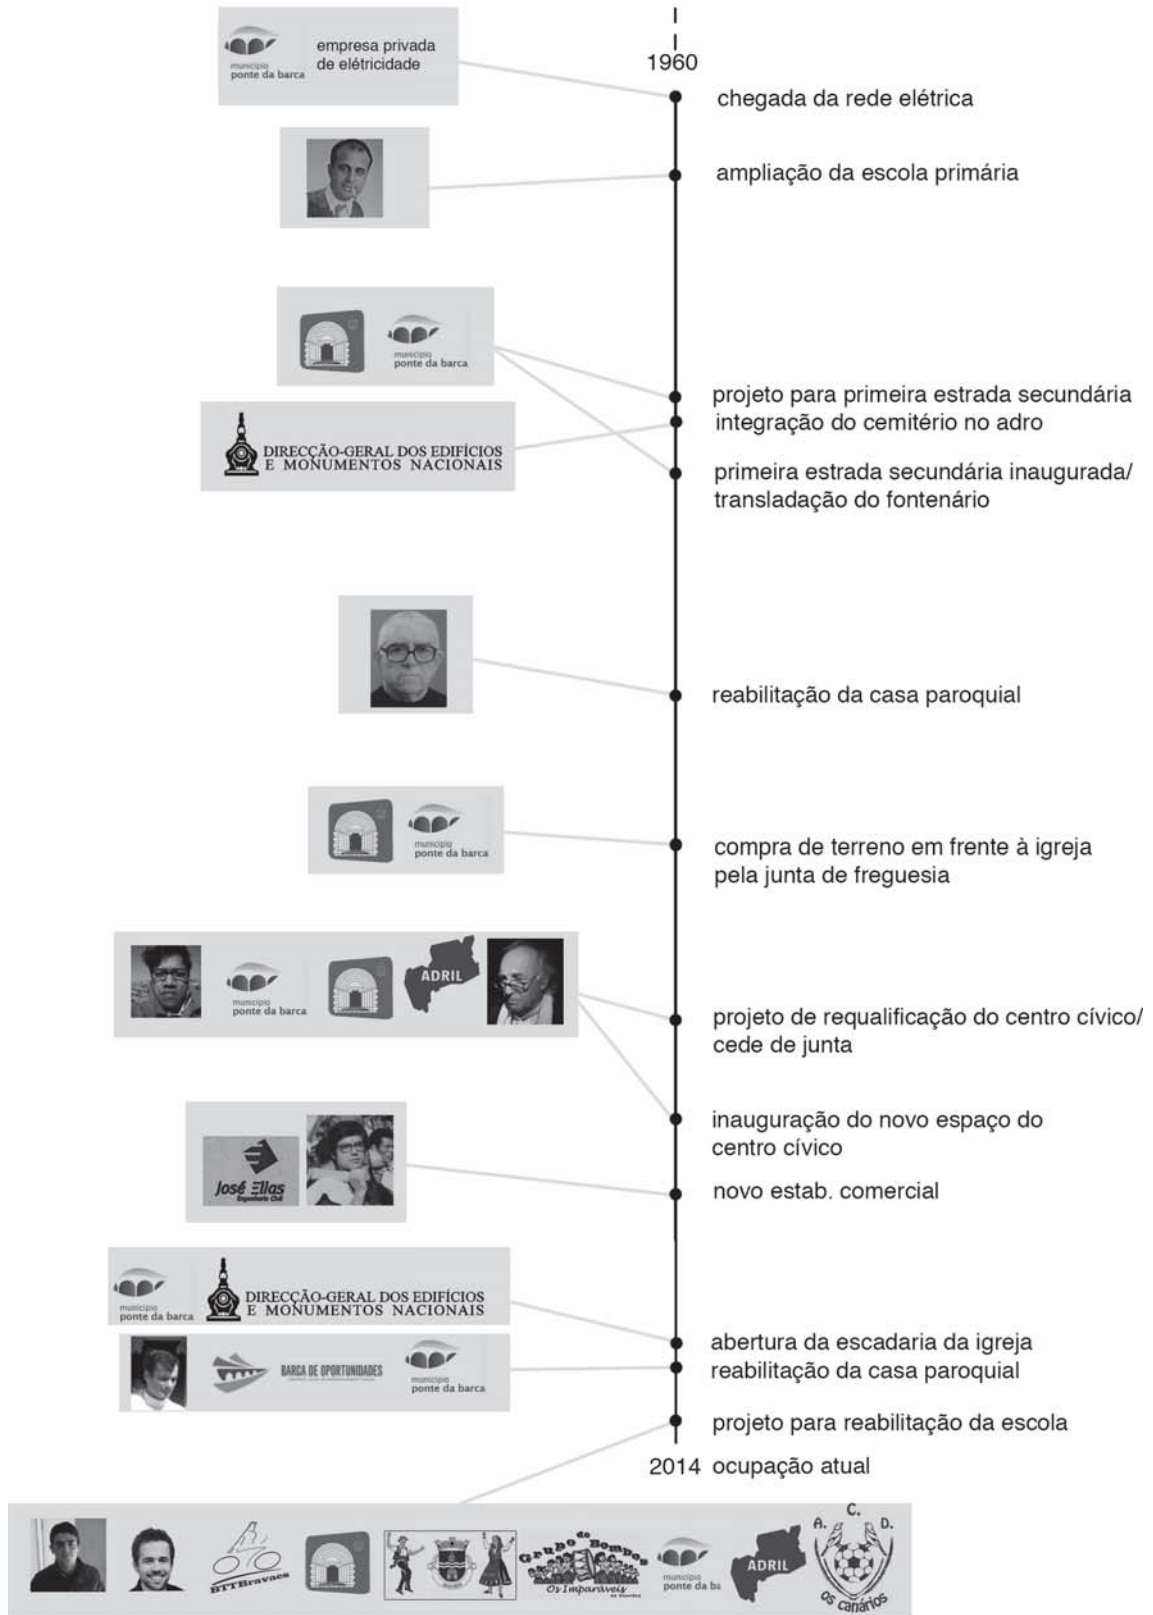 1960
município
ponte da barca
empresa privada
de elétricidade
chegada da rede elétrica
ampliação da escola primária
município
ponte da barca
projeto para primeira estrada secundária
DIRECÇÃO-GERAL DOS EDIFÍCIOS
E MONUMENTOS NACIONAIS
integração do cemitério no adro
primeira estrada secundária inaugurada/
transladação do fontenário
reabilitação da casa paroquial
município
ponte da barca
compra de terreno em frente à igreja
pela junta de freguesia
município
ponte da barca
ADRIL
projeto de requalificação do centro cívico/
cede de junta
inauguração do novo espaço do
centro cívico
José Elias
Engenharia Civil
novo estab. comercial
município
ponte da barca
DIRECÇÃO-GERAL DOS EDIFÍCIOS
E MONUMENTOS NACIONAIS
abertura da escadaria da igreja
BARCA DE OPORTUNIDADES
município
ponte da barca
reabilitação da casa paroquial
projeto para reabilitação da escola
2014 ocupação atual
BTTBravaes
Grupo de Bompos
Os Imparáveis
município
ponte da ba
ADRIL
A. C. D.
os canários